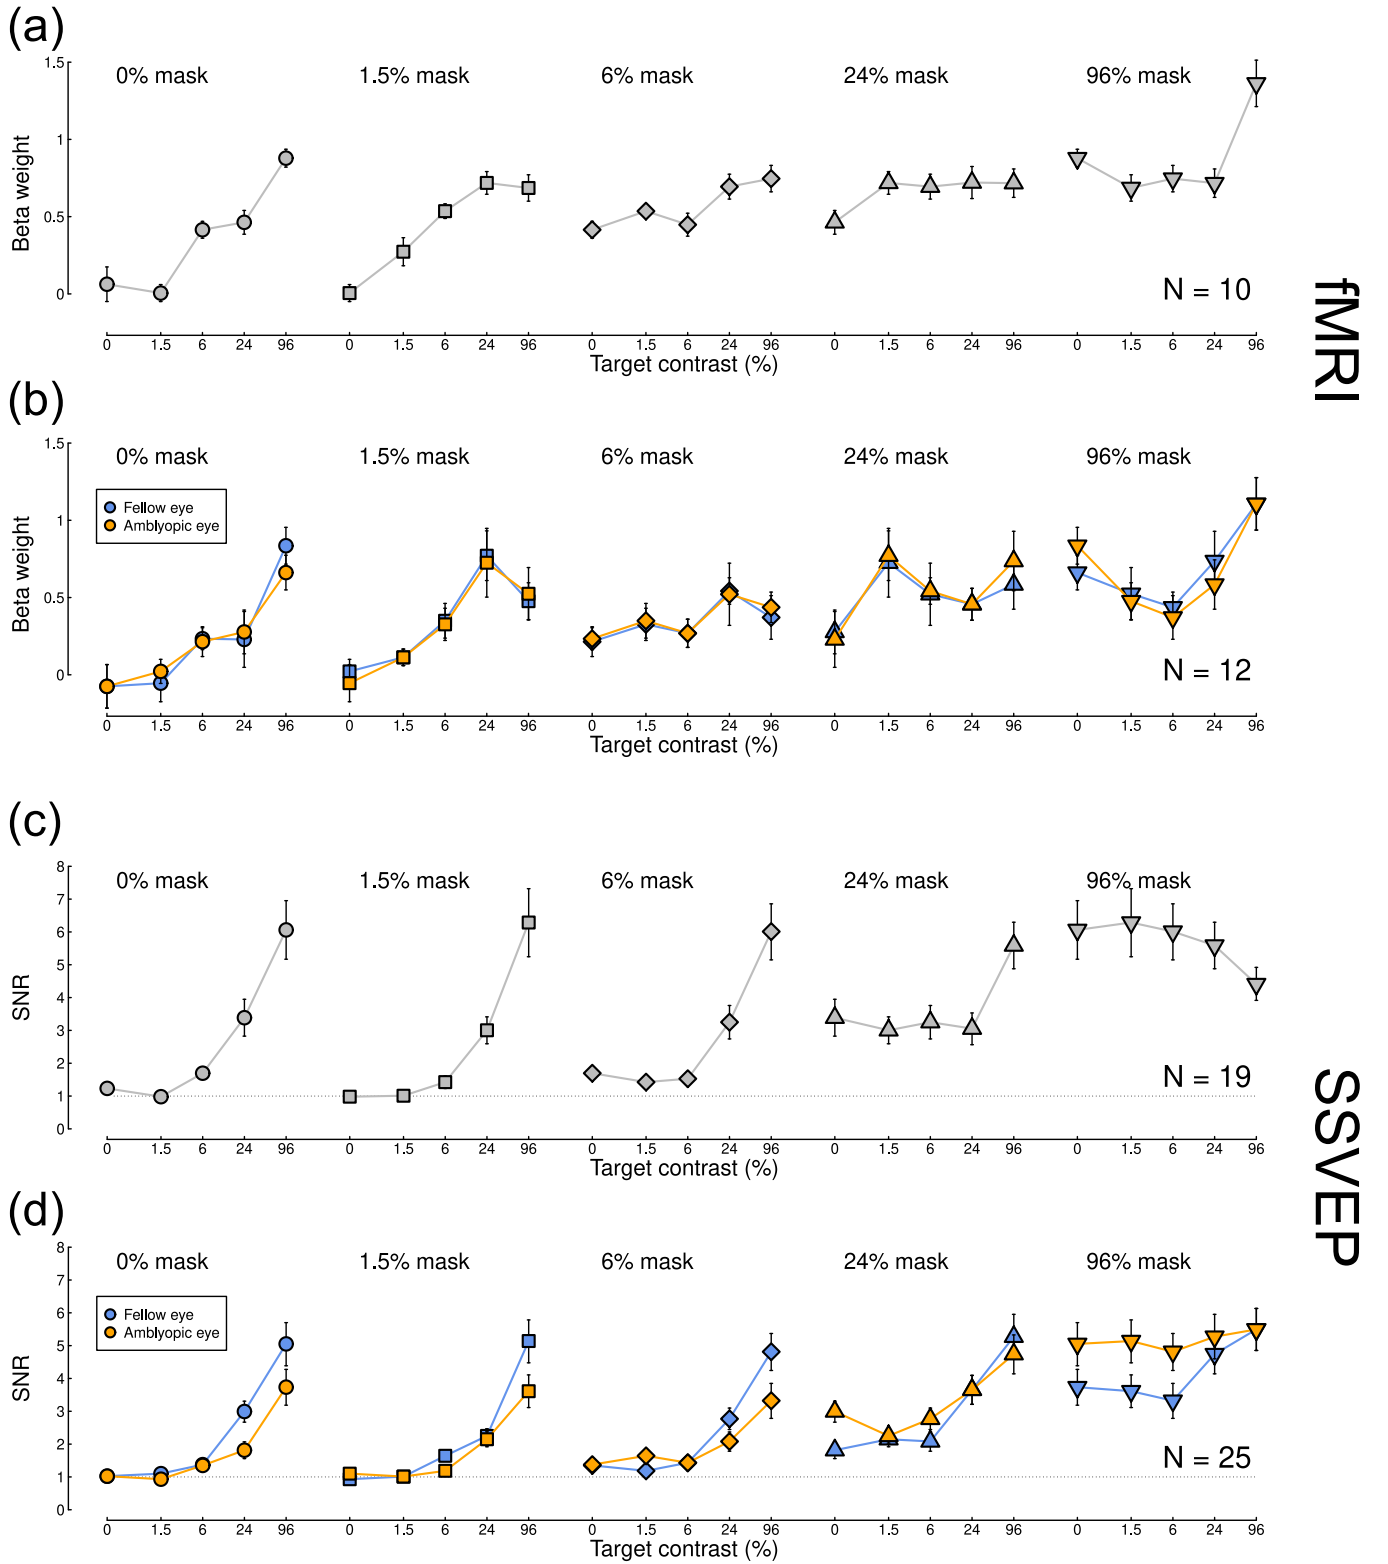 (a)
0% mask 1.5% mask 6% mask 24% mask 96% mask
1.5
1
0.5
0
Beta weight
N = 10
0 1.5 6 24 96 0 1.5 6 24 96 0 1.5 6 24 96 0 1.5 6 24 96 0 1.5 6 24 96
Target contrast (%)
fMRI
(b)
0% mask 1.5% mask 6% mask 24% mask 96% mask
1.5
1
0.5
0
Beta weight
Fellow eye
Amblyopic eye
N = 12
0 1.5 6 24 96 0 1.5 6 24 96 0 1.5 6 24 96 0 1.5 6 24 96 0 1.5 6 24 96
Target contrast (%)
(c)
0% mask 1.5% mask 6% mask 24% mask 96% mask
8
7
6
5
4
3
2
1
0
SNR
N = 19
0 1.5 6 24 96 0 1.5 6 24 96 0 1.5 6 24 96 0 1.5 6 24 96 0 1.5 6 24 96
Target contrast (%)
SSVEP
(d)
0% mask 1.5% mask 6% mask 24% mask 96% mask
8
7
6
5
4
3
2
1
0
SNR
Fellow eye
Amblyopic eye
N = 25
0 1.5 6 24 96 0 1.5 6 24 96 0 1.5 6 24 96 0 1.5 6 24 96 0 1.5 6 24 96
Target contrast (%)